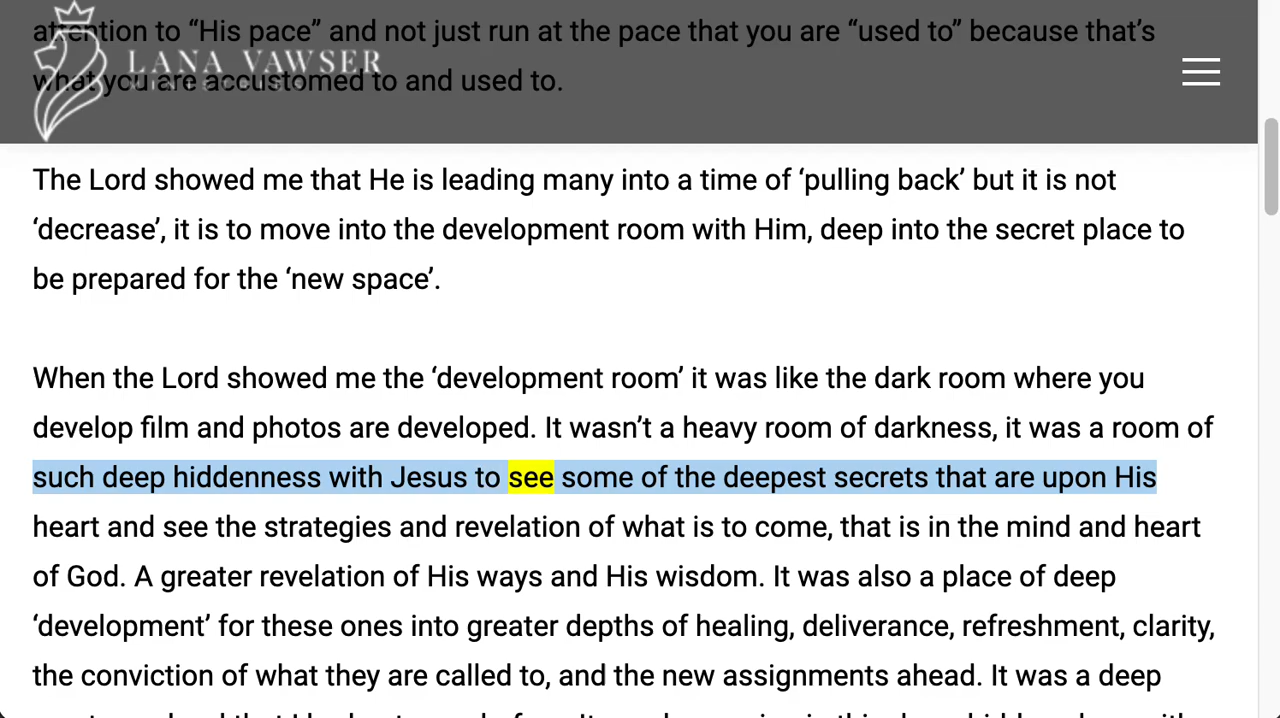 attention to “His pace” and not just run at the pace that you are “used to” because that’s
LANA VAWSER
MINISTRIES
what you are accustomed to and used to.
The Lord showed me that He is leading many into a time of ‘pulling back’ but it is not
‘decrease’, it is to move into the development room with Him, deep into the secret place to
be prepared for the ‘new space’.
When the Lord showed me the ‘development room’ it was like the dark room where you
develop film and photos are developed. It wasn’t a heavy room of darkness, it was a room of
such deep hiddenness with Jesus to see some of the deepest secrets that are upon His
heart and see the strategies and revelation of what is to come, that is in the mind and heart
of God. A greater revelation of His ways and His wisdom. It was also a place of deep
‘development’ for these ones into greater depths of healing, deliverance, refreshment, clarity,
the conviction of what they are called to, and the new assignments ahead. It was a deep